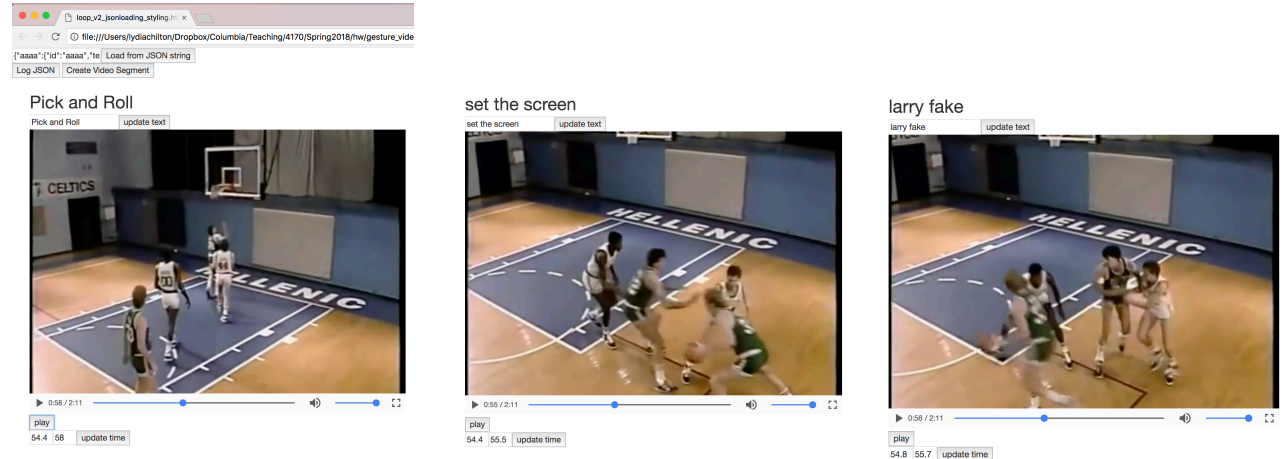 loop_v2_jsonloading_styling.ht ×
file:///Users/lydiachilton/Dropbox/Columbia/Teaching/4170/Spring2018/hw/gesture_vide
{"aaaa":{"id":"aaaa","te Load from JSON string
Log JSON Create Video Segment
Pick and Roll
Pick and Roll update text
CELTICS
44
00
HELLENIC
0:58 / 2:11
play
54.4 58 update time
set the screen
set the screen update text
HELLENIC
0:55 / 2:11
play
54.4 55.5 update time
larry fake
larry fake update text
HELLENIC
0:56 / 2:11
play
54.8 55.7 update time